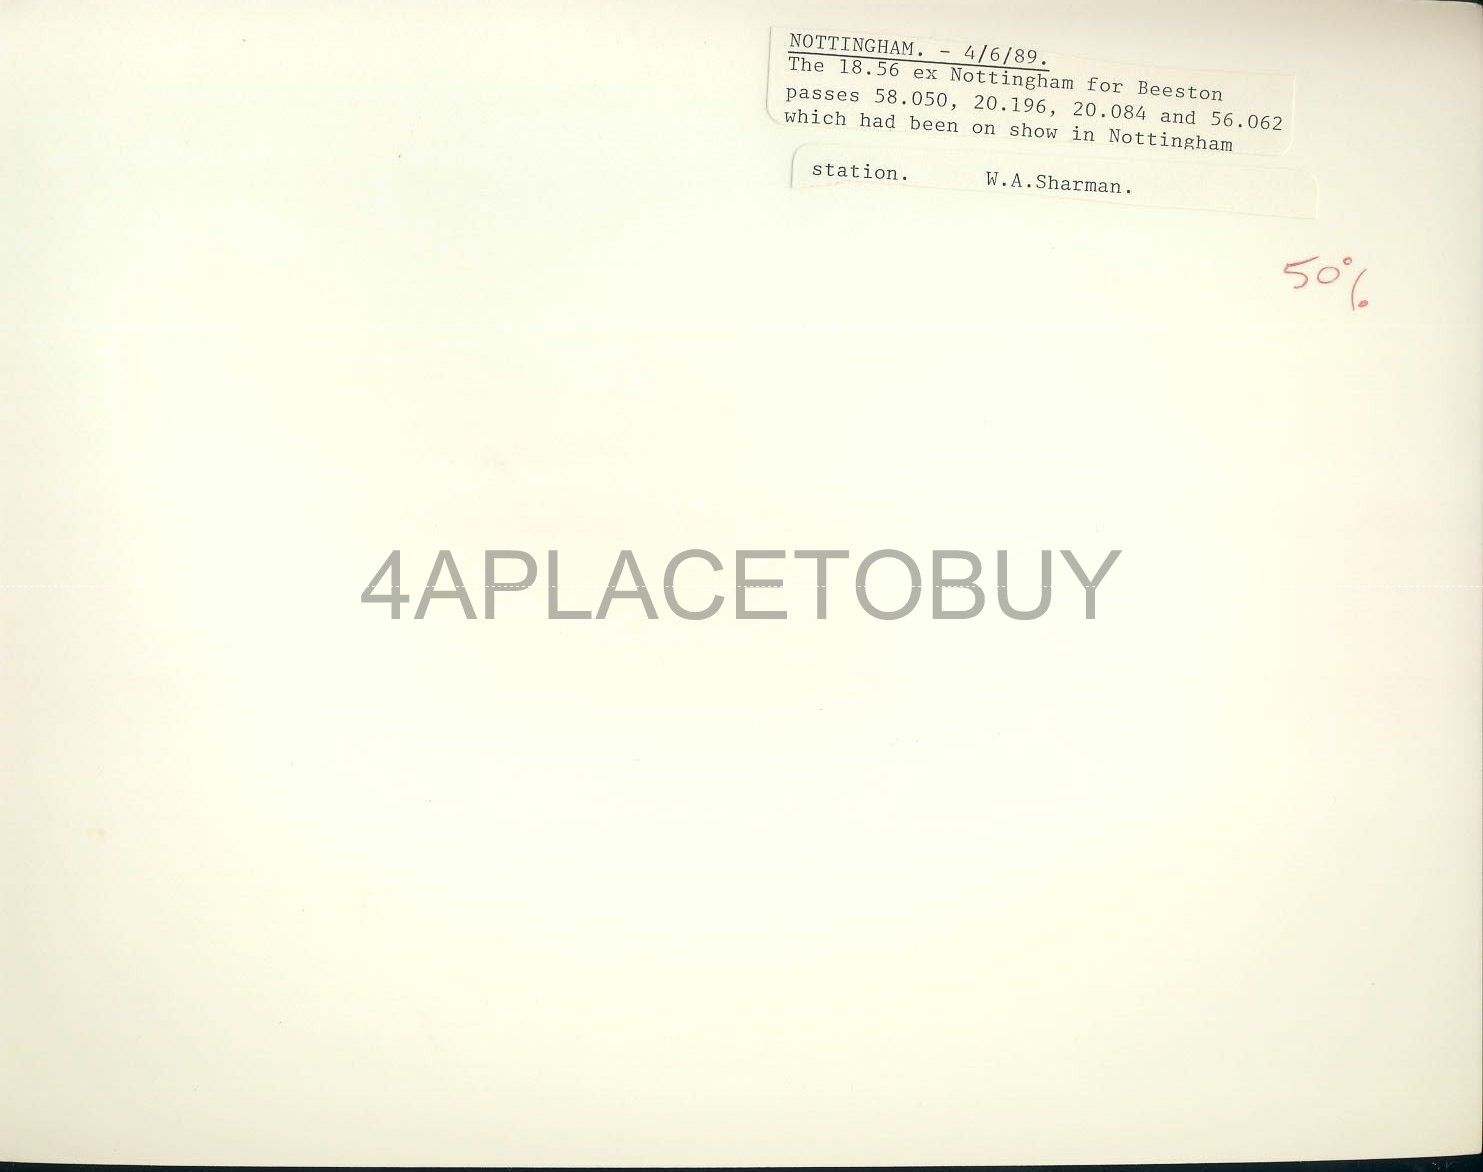 NOTTINGHAM. - 4/6/89.
The 18.56 ex Nottingham for Beeston
passes 58.050, 20.196, 20.084 and 56.062
which had been on show in Nottingham
station. W.A.Sharman.
50%
4APLACETOBUY